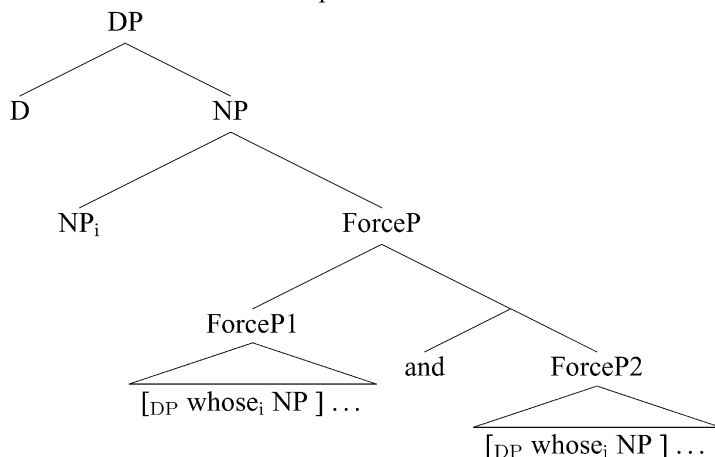 DP
D NP
NPi ForceP
ForceP1
and ForceP2
[DP whosei NP ] …
[DP whosei NP ] …